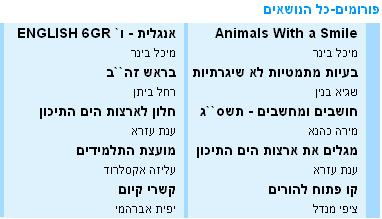 פורומים-כל הנושאים
Animals With a Smile
מיכל בינר
בעיות מתמטיות לא שיגרתיות
שגיא בנין
חושבים ומחשבים - תשס``ג
מירה כהנא
מגלים את ארצות הים התיכון
ענת עזרא
קו פתוח להורים
ציפי מנדל
אנגלית - ו` ENGLISH 6GR
מיכל בינר
בראש זה``ב
רחל ביתן
חלון לארצות הים התיכון
ענת עזרא
מועצת התלמידים
עליזה אקסלרוד
קשרי קיום
יפית אברהמי